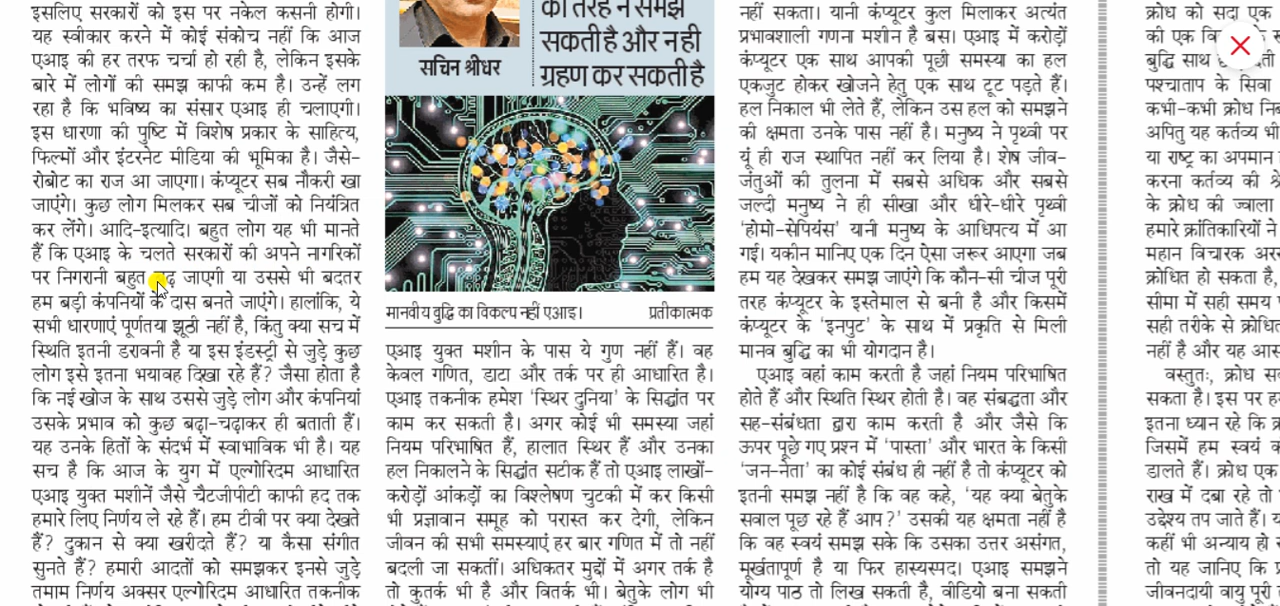 इसलिए सरकारों को इस पर नकेल कसनी होगी।
यह स्वीकार करने में कोई संकोच नहीं कि आज
एआइ की हर तरफ चर्चा हो रही है, लेकिन इसके
बारे में लोगों की समझ काफी कम है। उन्हें लग
रहा है कि भविष्य का संसार एआइ ही चलाएगी।
इस धारणा की पुष्टि में विशेष प्रकार के साहित्य,
फिल्मों और इंटरनेट मीडिया की भूमिका है। जैसे-
रोबोट का राज आ जाएगा। कंप्यूटर सब नौकरी खा
जाएंगे। कुछ लोग मिलकर सब चीजों को नियंत्रित
कर लेंगे। आदि-इत्यादि। बहुत लोग यह भी मानते
हैं कि एआइ के चलते सरकारों की अपने नागरिकों
पर निगरानी बहुत बढ़ जाएगी या उससे भी बदतर
हम बड़ी कंपनियों के दास बनते जाएंगे। हालांकि, ये
सभी धारणाएं पूर्णतया झूठी नहीं है, किंतु क्या सच में
स्थिति इतनी डरावनी है या इस इंडस्ट्री से जुड़े कुछ
लोग इसे इतना भयावह दिखा रहे हैं? जैसा होता है
कि नई खोज के साथ उससे जुड़े लोग और कंपनियां
उसके प्रभाव को कुछ बढ़ा-चढ़ाकर ही बताती हैं।
यह उनके हितों के संदर्भ में स्वाभाविक भी है। यह
सच है कि आज के युग में एल्गोरिदम आधारित
एआइ युक्त मशीनें जैसे चैटजीपीटी काफी हद तक
हमारे लिए निर्णय ले रहे हैं। हम टीवी पर क्या देखते
हैं? दुकान से क्या खरीदते हैं? या कैसा संगीत
सुनते हैं? हमारी आदतों को समझकर इनसे जुड़े
तमाम निर्णय अक्सर एल्गोरिदम आधारित तकनीक
सचिन श्रीधर
की तरह न समझ
सकती है और न ही
ग्रहण कर सकती है
मानवीय बुद्धि का विकल्प नहीं एआइ। प्रतीकात्मक
एआइ युक्त मशीन के पास ये गुण नहीं हैं। वह
केवल गणित, डाटा और तर्क पर ही आधारित है।
एआइ तकनीक हमेश 'स्थिर दुनिया' के सिद्धांत पर
काम कर सकती है। अगर कोई भी समस्या जहां
नियम परिभाषित हैं, हालात स्थिर हैं और उनका
हल निकालने के सिद्धांत सटीक हैं तो एआइ लाखों-
करोड़ों आंकड़ों का विश्लेषण चुटकी में कर किसी
भी प्रज्ञावान समूह को परास्त कर देगी, लेकिन
जीवन की सभी समस्याएं हर बार गणित में तो नहीं
बदली जा सकतीं। अधिकतर मुद्दों में अगर तर्क है
तो कुतर्क भी है और वितर्क भी। बेतुके लोग भी
नहीं सकता। यानी कंप्यूटर कुल मिलाकर अत्यंत
प्रभावशाली गणना मशीन है बस। एआइ में करोड़ों
कंप्यूटर एक साथ आपकी पूछी समस्या का हल
एकजुट होकर खोजने हेतु एक साथ टूट पड़ते हैं।
हल निकाल भी लेते हैं, लेकिन उस हल को समझने
की क्षमता उनके पास नहीं है। मनुष्य ने पृथ्वी पर
यूं ही राज स्थापित नहीं कर लिया है। शेष जीव-
जंतुओं की तुलना में सबसे अधिक और सबसे
जल्दी मनुष्य ने ही सीखा और धीरे-धीरे पृथ्वी
'होमो-सेपियंस' यानी मनुष्य के आधिपत्य में आ
गई। यकीन मानिए एक दिन ऐसा जरूर आएगा जब
हम यह देखकर समझ जाएंगे कि कौन-सी चीज पूरी
तरह कंप्यूटर के इस्तेमाल से बनी है और किसमें
कंप्यूटर के 'इनपुट' के साथ में प्रकृति से मिली
मानव बुद्धि का भी योगदान है।
एआइ वहां काम करती है जहां नियम परिभाषित
होते हैं और स्थिति स्थिर होती है। वह संबद्धता और
सह-संबंधता द्वारा काम करती है और जैसे कि
ऊपर पूछे गए प्रश्न में 'पास्ता' और भारत के किसी
'जन-नेता' का कोई संबंध ही नहीं है तो कंप्यूटर को
इतनी समझ नहीं है कि वह कहे, 'यह क्या बेतुके
सवाल पूछ रहे हैं आप?' उसकी यह क्षमता नहीं है
कि वह स्वयं समझ सके कि उसका उत्तर असंगत,
मूर्खतापूर्ण है या फिर हास्यस्पद। एआइ समझने
योग्य पाठ तो लिख सकती है, वीडियो बना सकती
क्रोध को सदा एक
की एक
बुद्धि साथ
पश्चाताप के सिवा
कभी-कभी क्रोध
अपितु यह कर्तव्य भी
या राष्ट्र का अपमान
करना कर्तव्य की
के क्रोध की ज्वाला
हमारे क्रांतिकारियों ने
महान विचारक
क्रोधित हो सकता है,
सीमा में सही समय
सही तरीके से
नहीं है और यह
वस्तुतः, क्रोध
सकता है। इस पर
इतना ध्यान रहे कि
जिसमें हम स्वयं
डालते हैं। क्रोध एक
राख में दबा रहे तो
उद्देश्य तप जाते हैं।
कहीं भी अन्याय हो
तो यह जानिए कि
जीवनदायी वायु